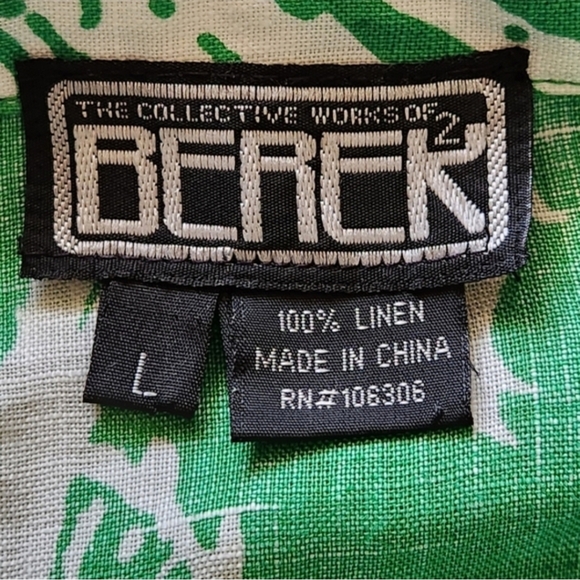 THE COLLECTIVE WORKS OF
BEREK²
L
100% LINEN
MADE IN CHINA
RN#106306